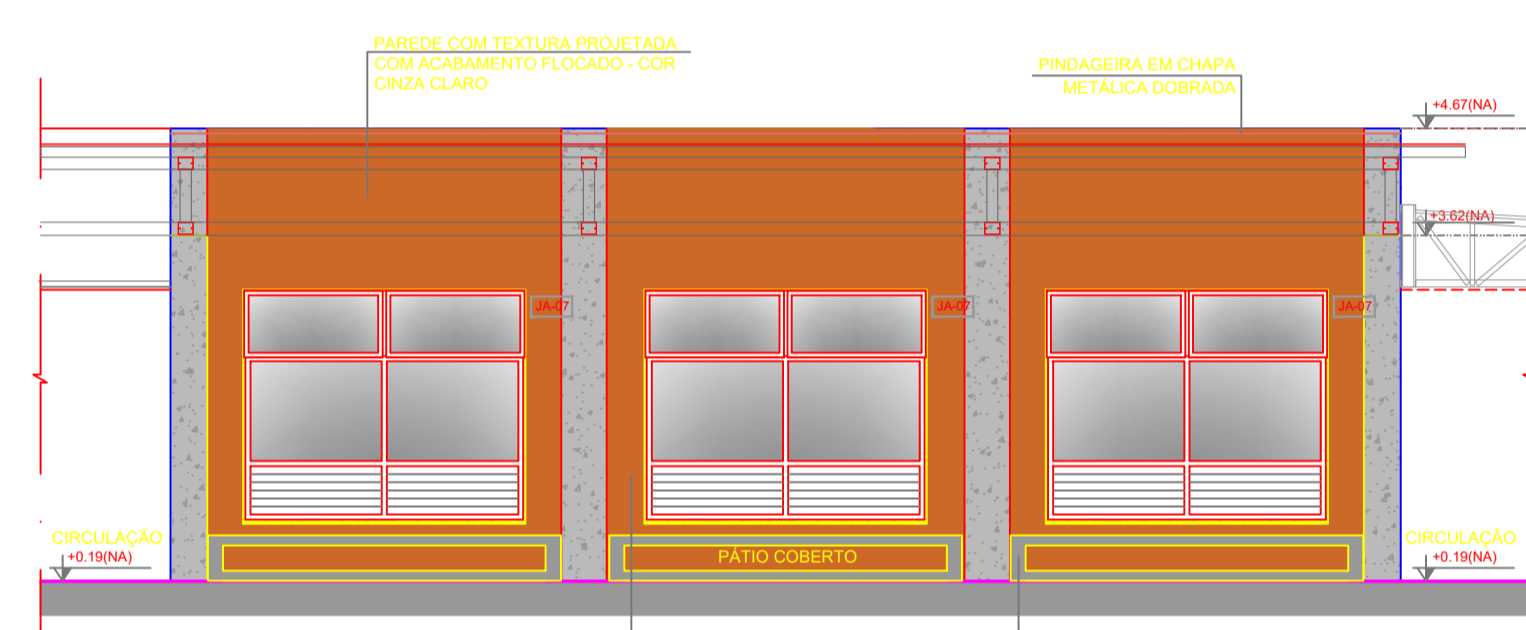 PAREDE COM TEXTURA PROJETADA
COM ACABAMENTO FLOCADO - COR
CINZA CLARO
PINDAGEIRA EM CHAPA
METÁLICA DOBRADA
+4.67(NA)
+3.62(NA)
JA-07
JA-07
JA-07
CIRCULAÇÃO
+0.19(NA)
PÁTIO COBERTO
CIRCULAÇÃO
+0.19(NA)